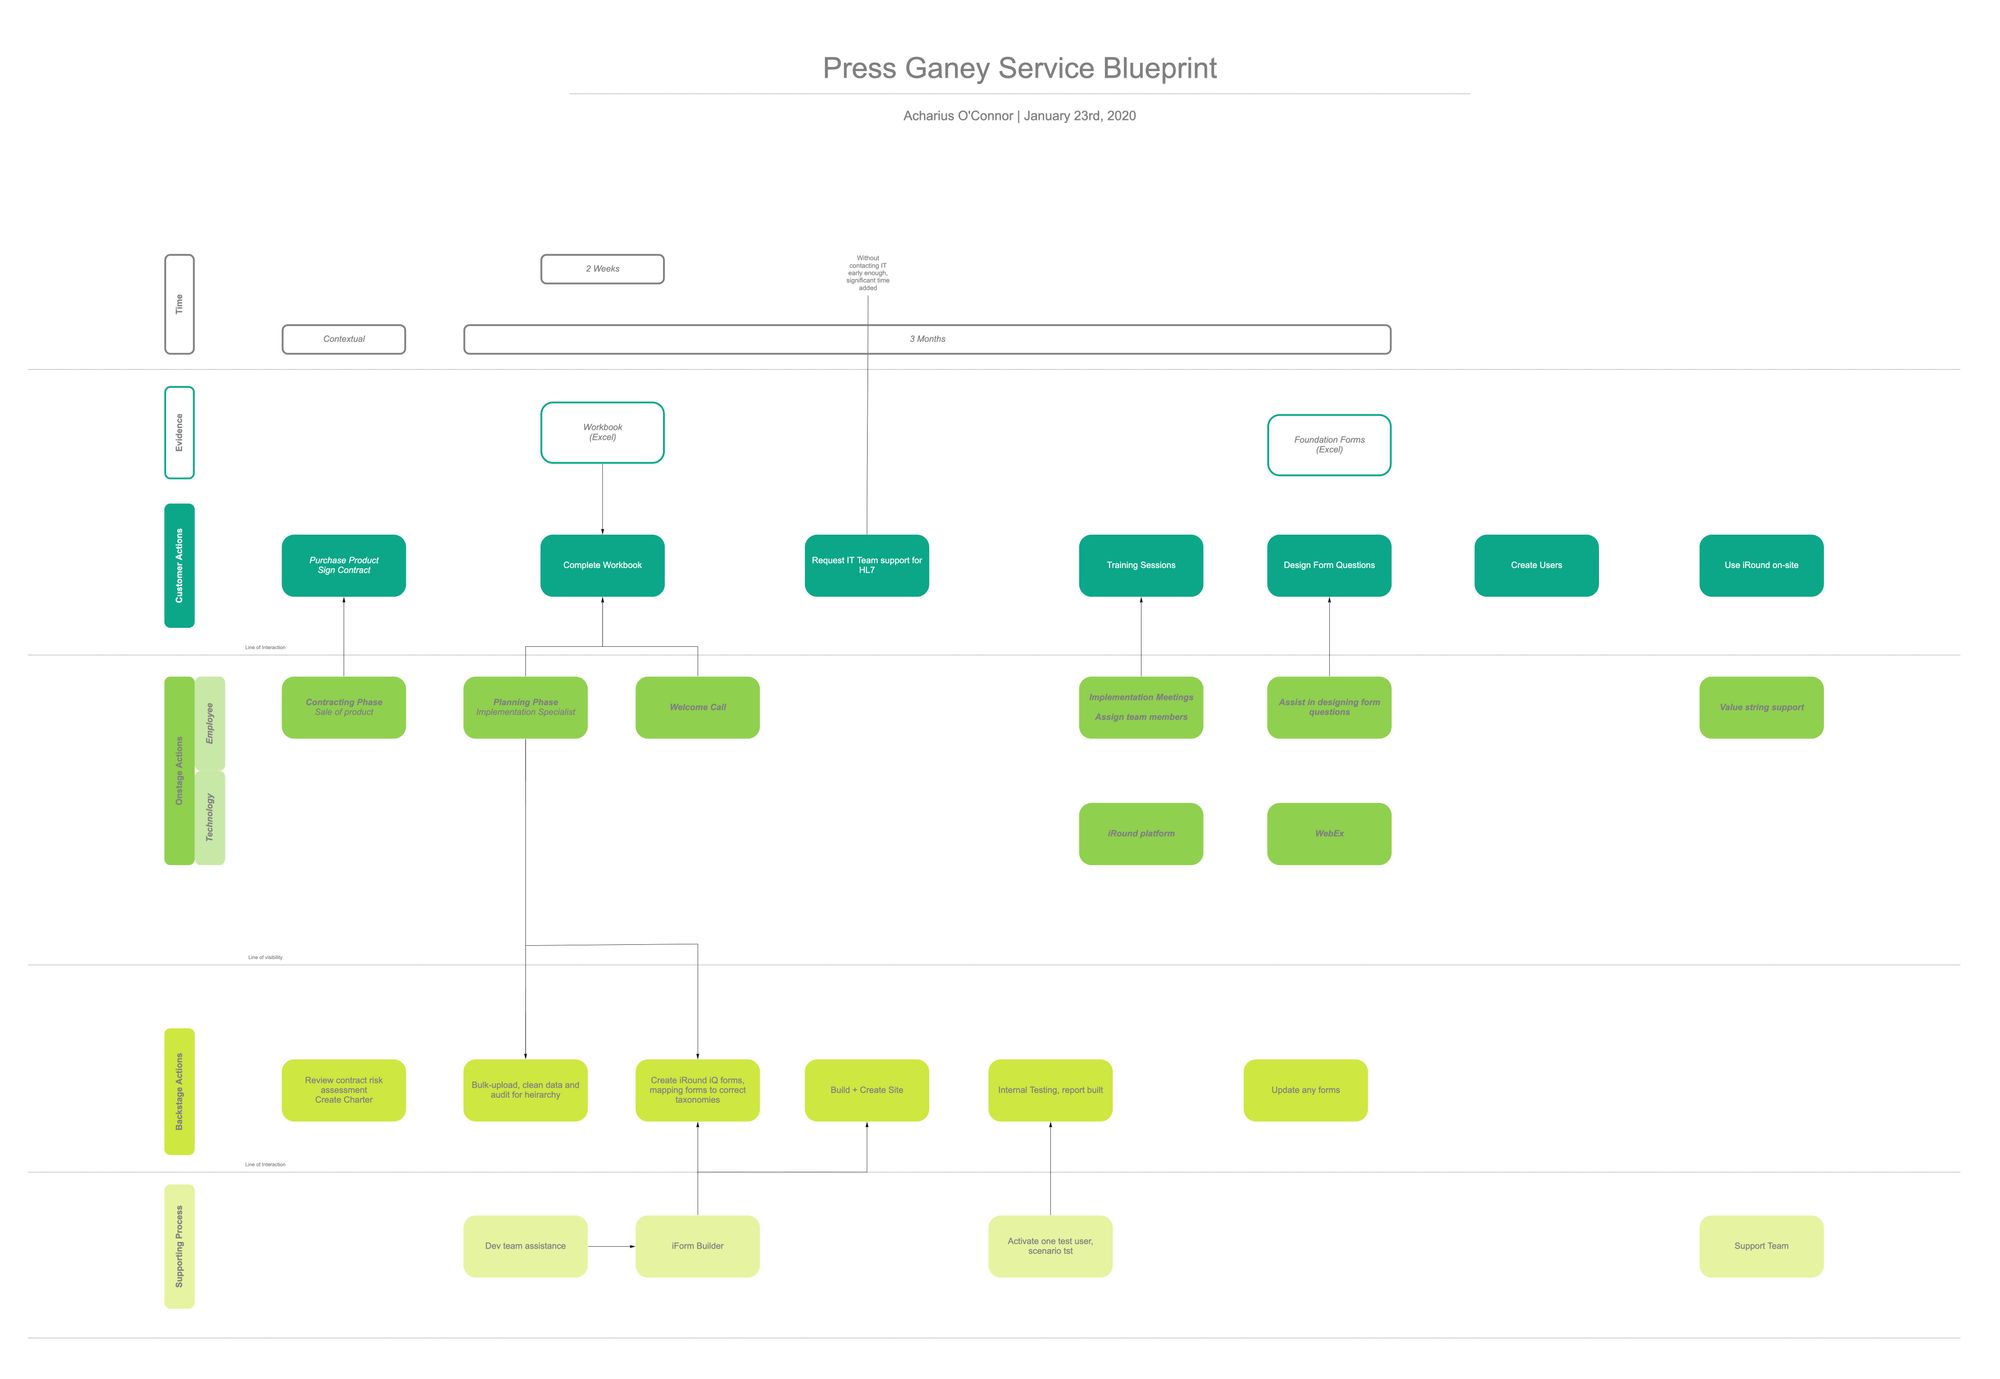 Press Ganey Service Blueprint
Acharius O'Connor | January 23rd, 2020
Time
2 Weeks
Without
contacting IT
early enough,
significant time
added
Contextual
3 Months
Evidence
Workbook
(Excel)
Foundation Forms
(Excel)
Customer Actions
Purchase Product
Sign Contract
Complete Workbook
Request IT Team support for
HL7
Training Sessions
Design Form Questions
Create Users
Use iRound on-site
Line of Interaction
Onstage Actions
Employee
Contracting Phase
Sale of product
Planning Phase
Implementation Specialist
Welcome Call
Implementation Meetings
Assign team members
Assist in designing form
questions
Value string support
Technology
iRound platform
WebEx
Line of visibility
Backstage Actions
Review contract risk
assessment
Create Charter
Bulk-upload, clean data and
audit for heirarchy
Create iRound iQ forms,
mapping forms to correct
taxonomies
Build + Create Site
Internal Testing, report built
Update any forms
Line of Interaction
Supporting Process
Dev team assistance
iForm Builder
Activate one test user,
scenario tst
Support Team